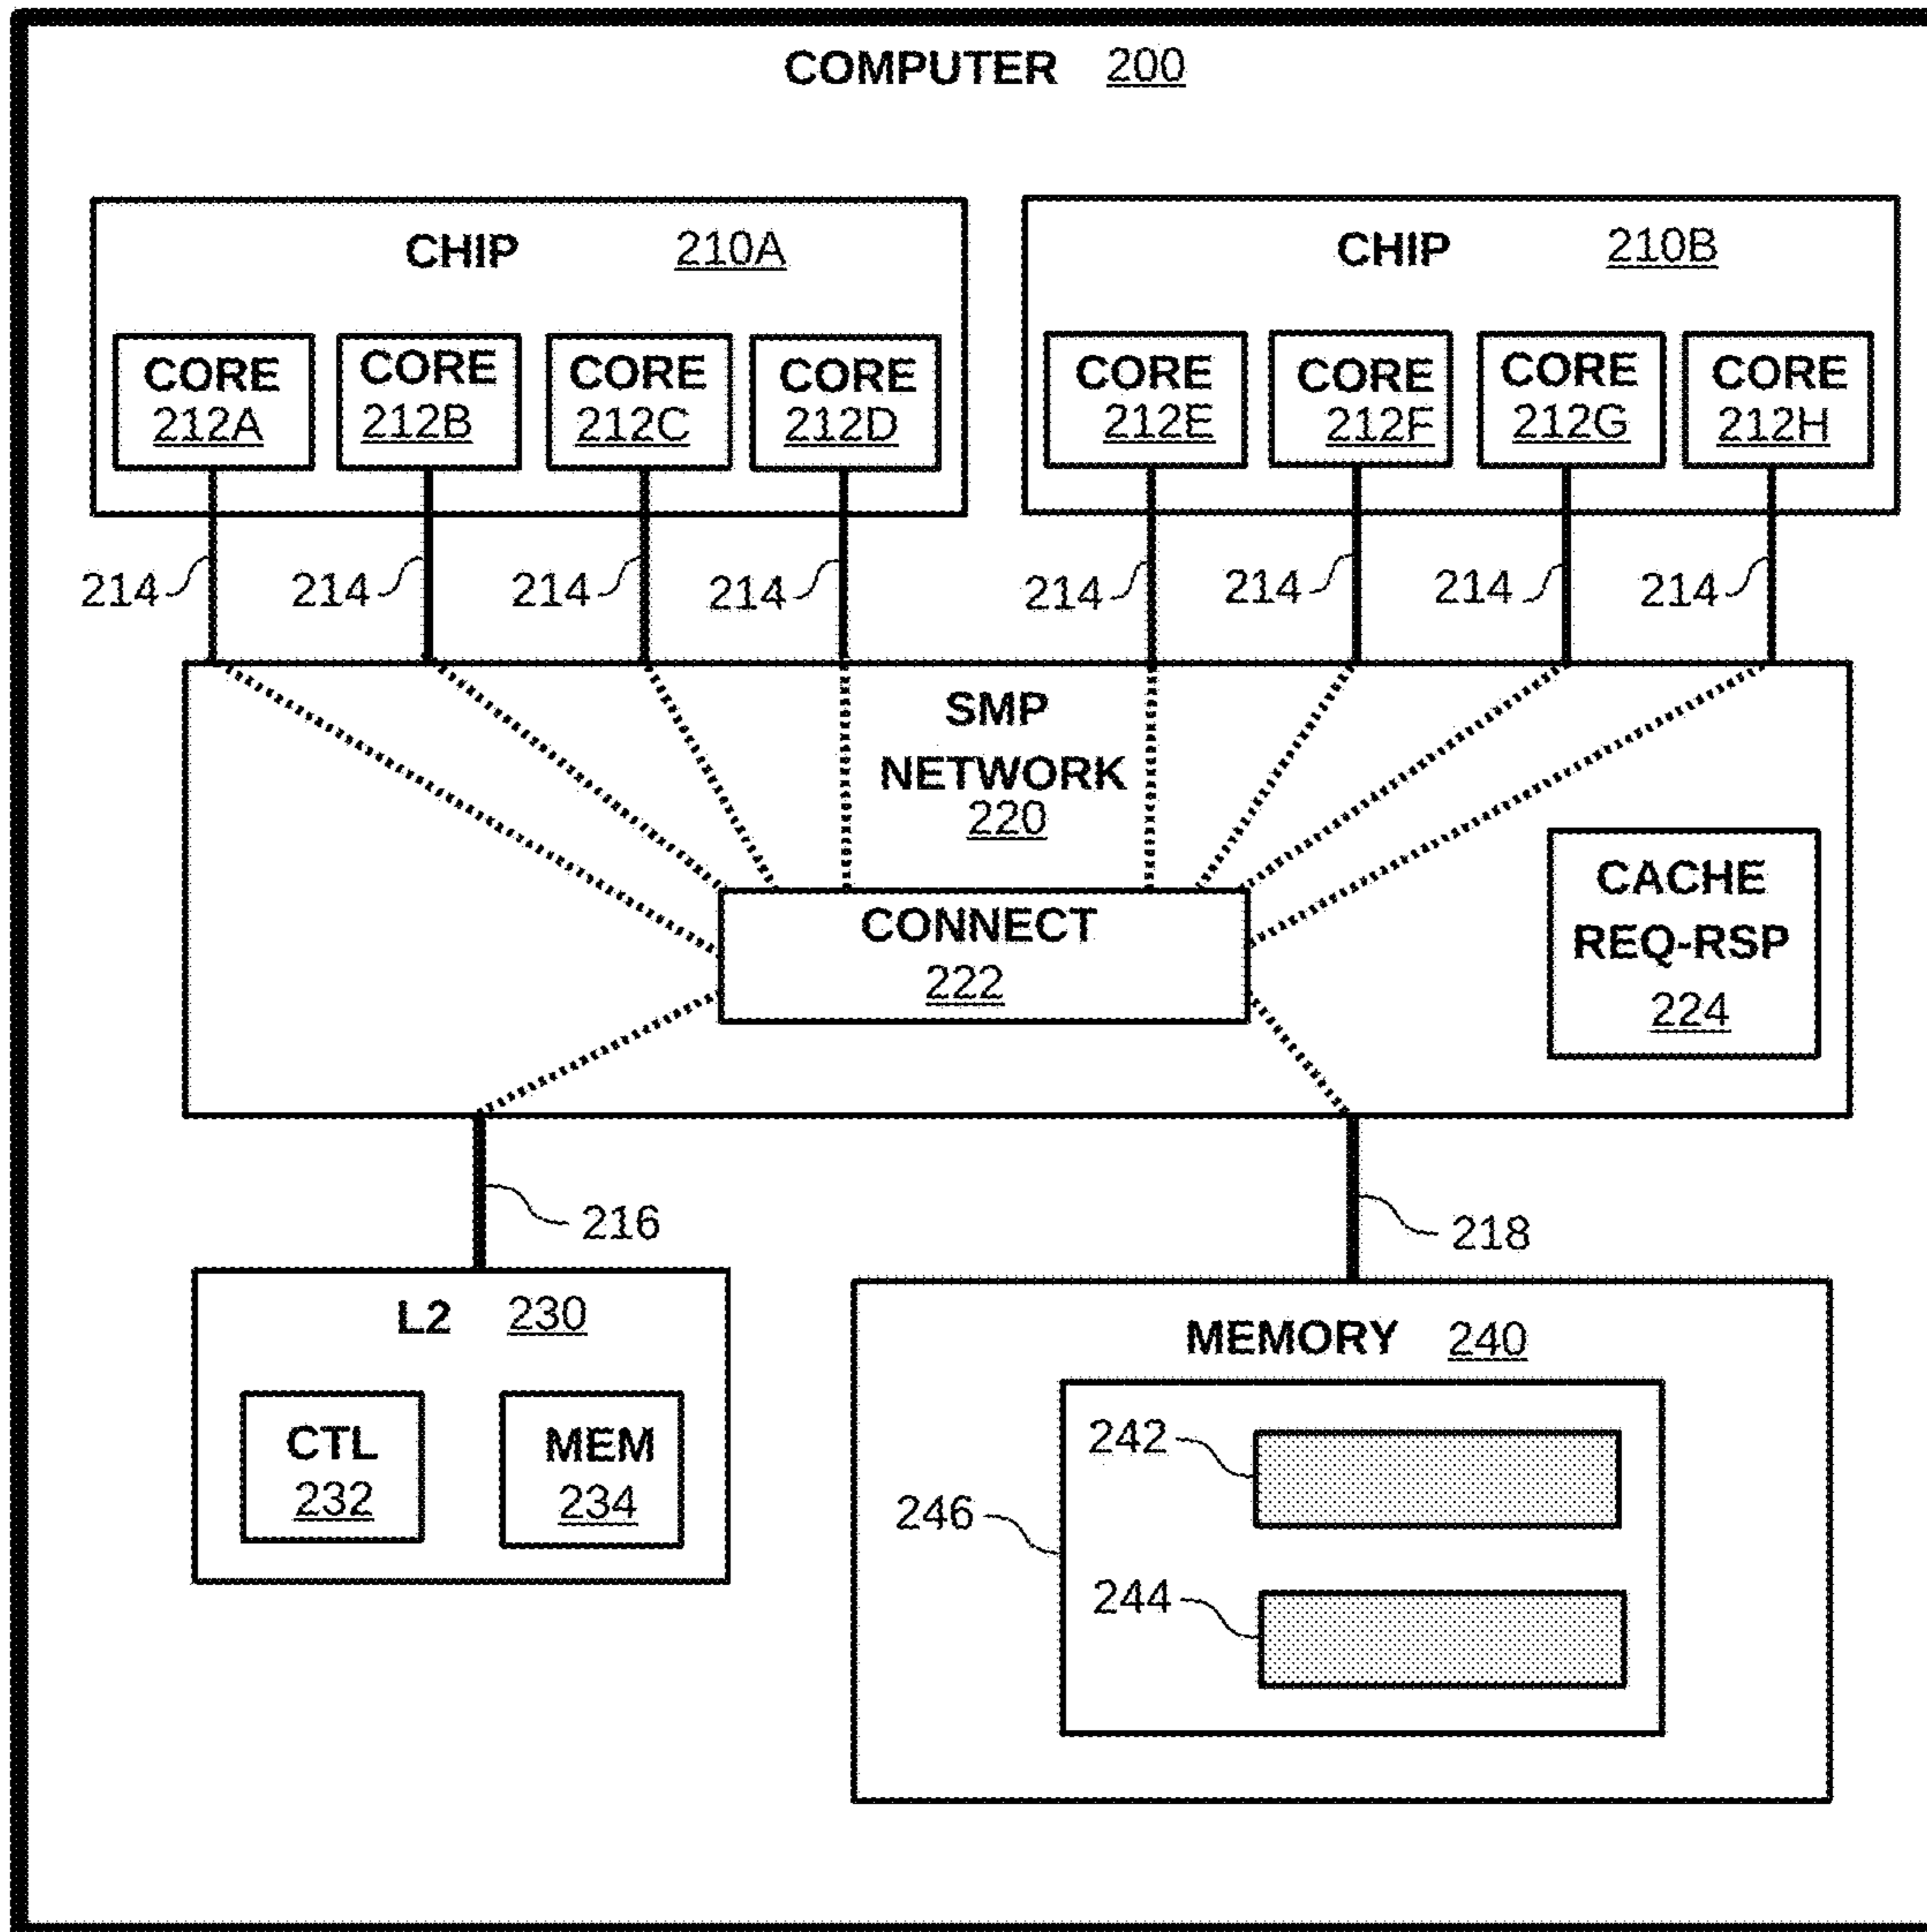 COMPUTER 200
CHIP 210A
CHIP 210B
CORE
212A
CORE
212B
CORE
212C
CORE
212D
CORE
212E
CORE
212F
CORE
212G
CORE
212H
214
214
214
214
214
214
214
214
SMP
NETWORK
220
CONNECT
222
CACHE
REQ-RSP
224
216
218
L2 230
CTL
232
MEM
234
MEMORY 240
242
246
244